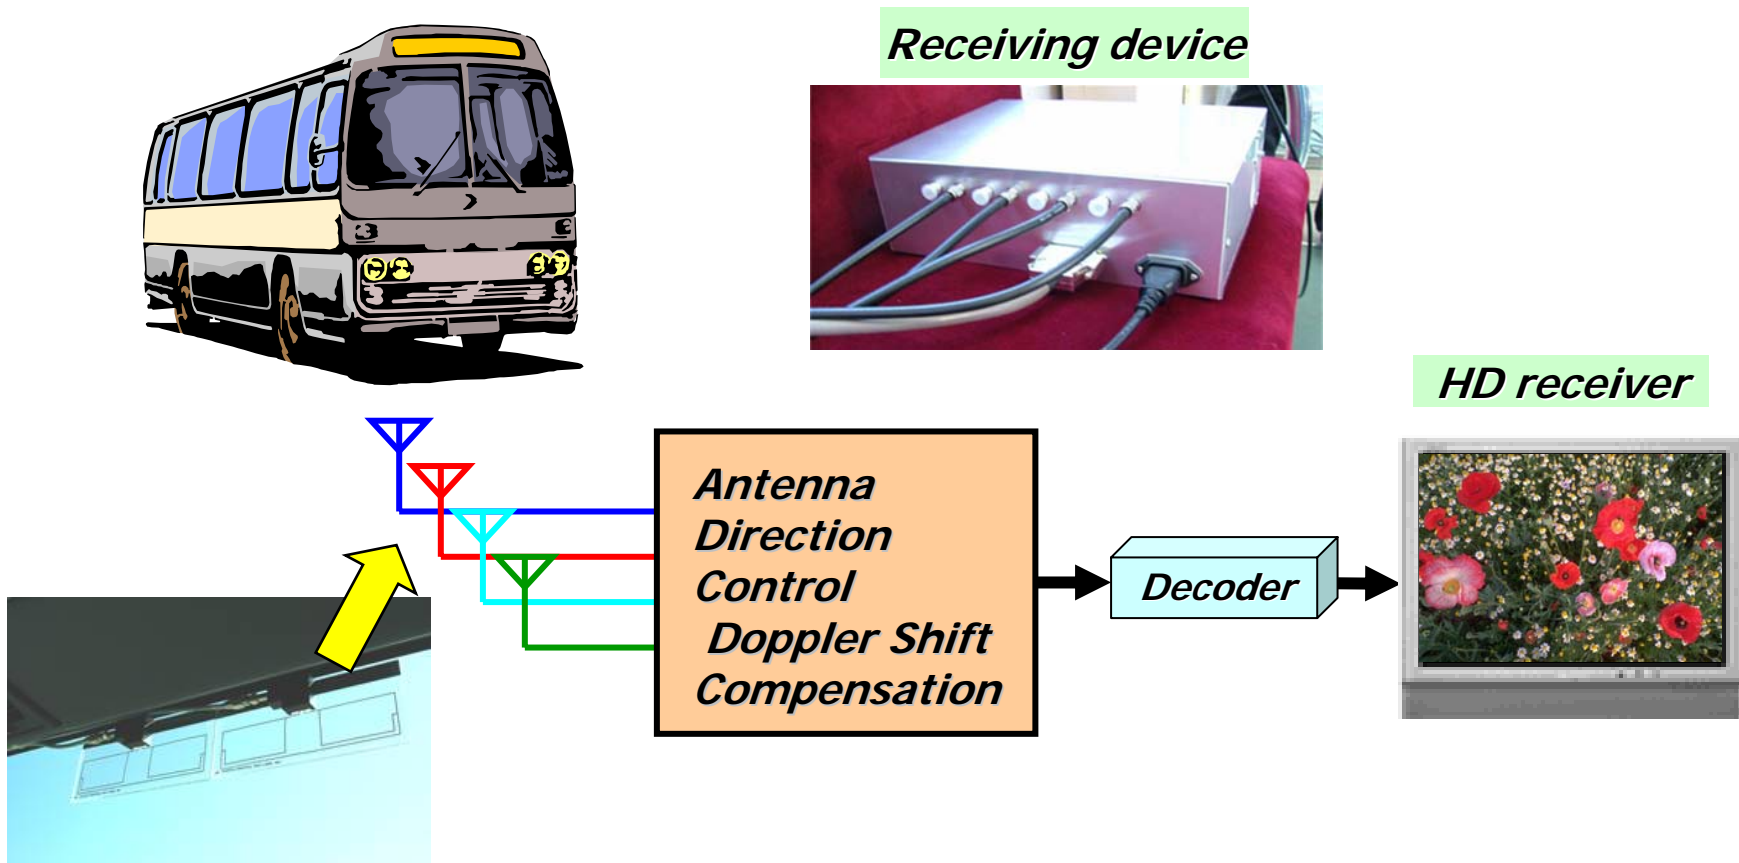 Receiving device
HD receiver
Antenna
Direction
Control
Doppler Shift
Compensation
Decoder